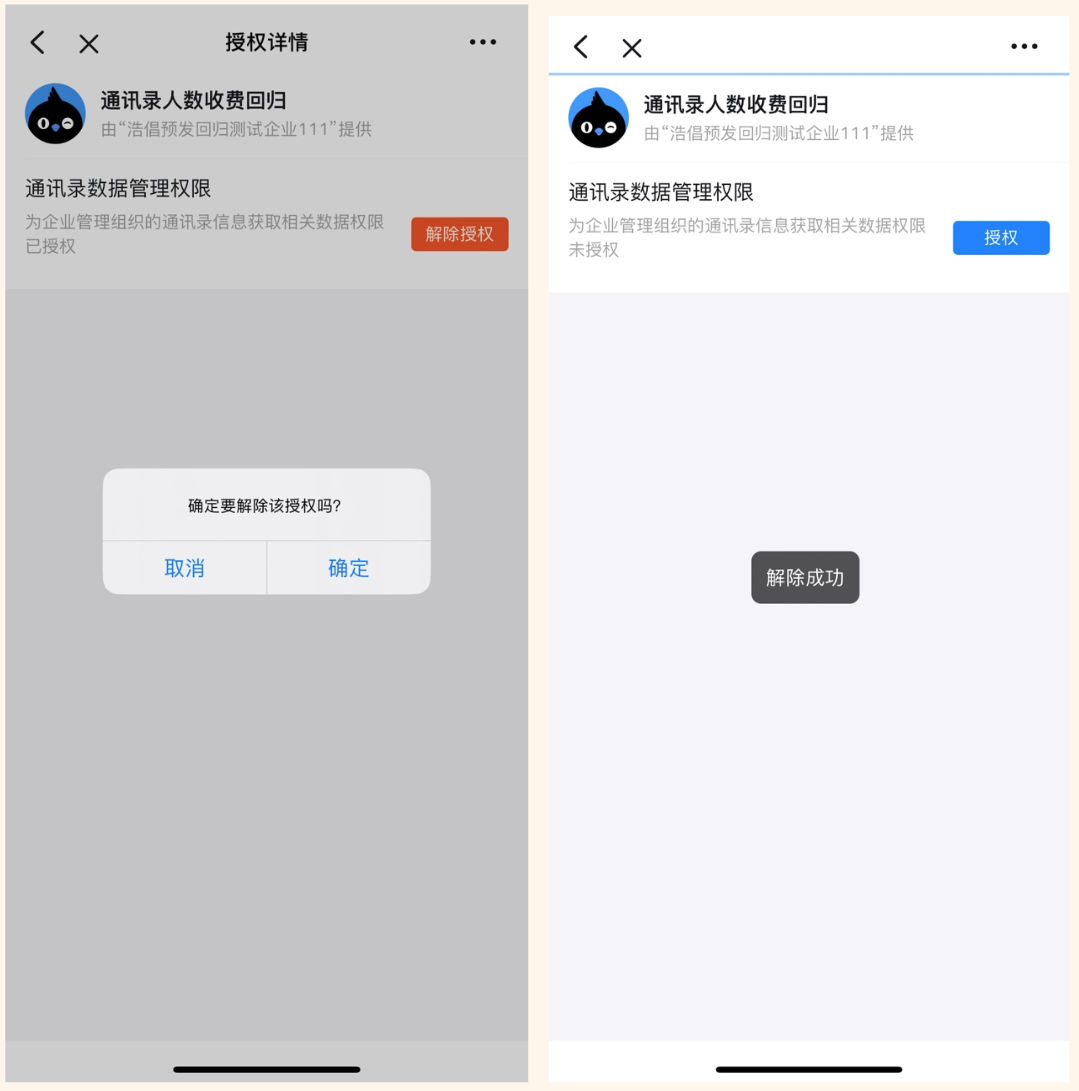 授权详情
通讯录人数收费回归
由“浩倡预发回归测试企业111”提供
通讯录数据管理权限
为企业管理组织的通讯录信息获取相关数据权限
已授权
解除授权
确定要解除该授权吗?
取消
确定
通讯录人数收费回归
由“浩倡预发回归测试企业111”提供
通讯录数据管理权限
为企业管理组织的通讯录信息获取相关数据权限
未授权
授权
解除成功